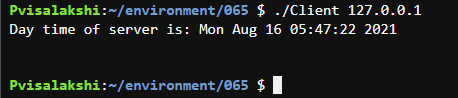 Pvisalakshi:~/environment/065 $ ./Client 127.0.0.1
Day time of server is: Mon Aug 16 05:47:22 2021
Pvisalakshi:~/environment/065 $